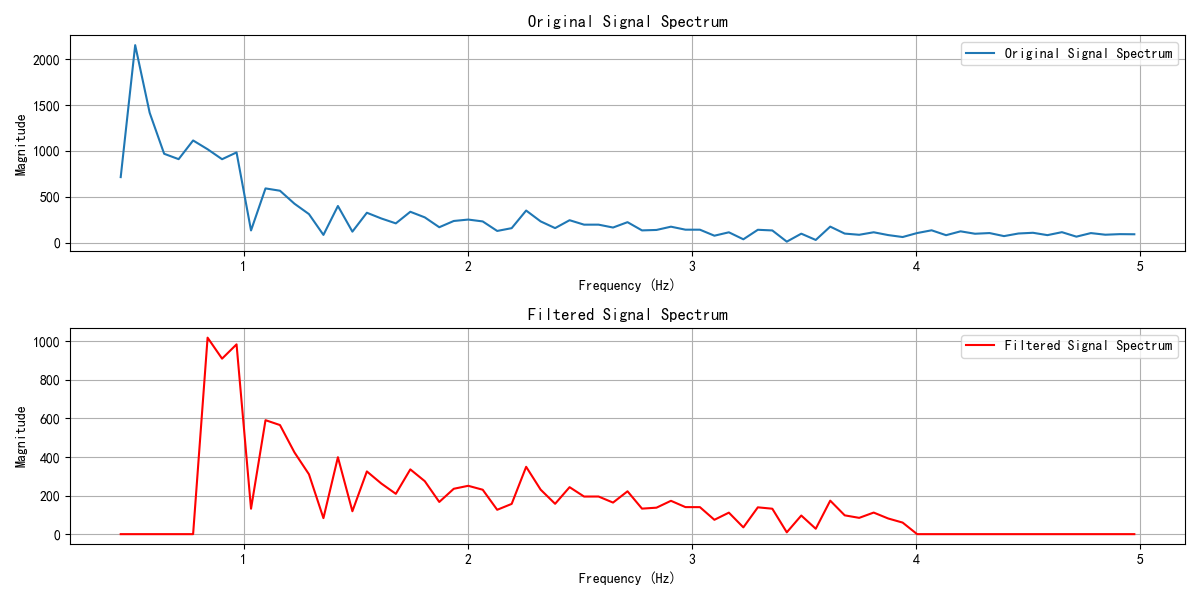 Original Signal Spectrum
2000
1500
1000
500
0
Magnitude
Original Signal Spectrum
1
2
3
4
5
Frequency (Hz)
Filtered Signal Spectrum
1000
800
600
400
200
0
Magnitude
Filtered Signal Spectrum
1
2
3
4
5
Frequency (Hz)